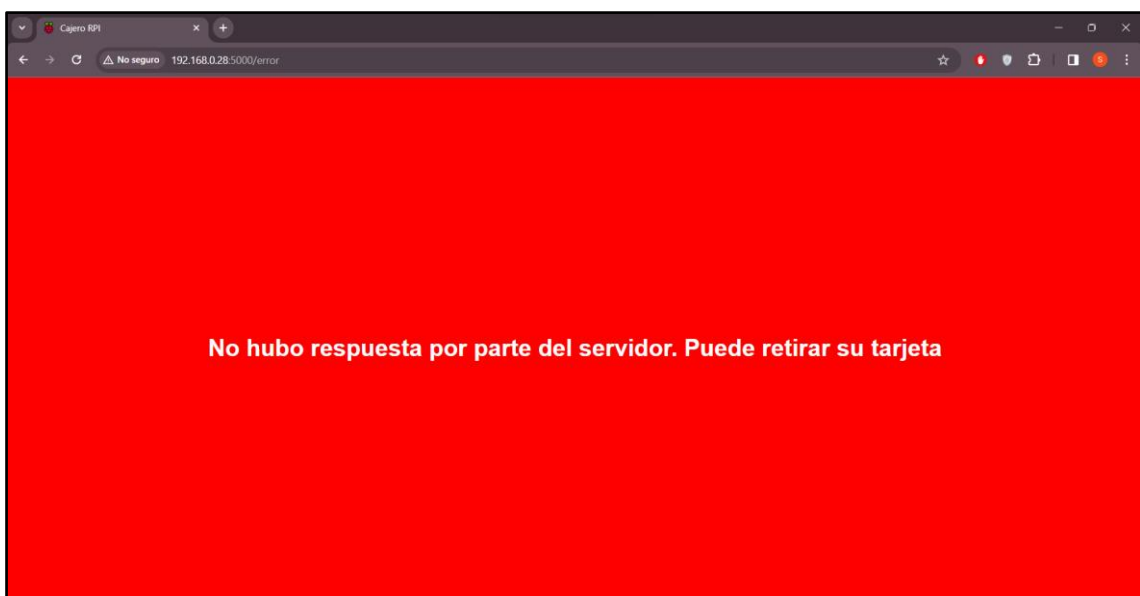 Cajero RPI
No seguro 192.168.0.28:5000/error
S
No hubo respuesta por parte del servidor. Puede retirar su tarjeta